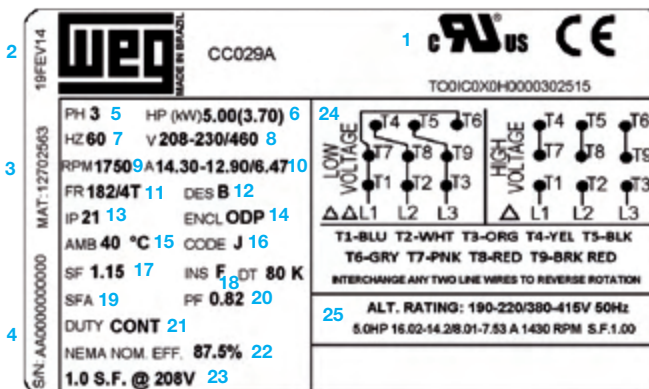 2
19FEV14
weg
MADE IN BRAZIL
CC029A
1
c RU US CE
TO0IC0X0H0000302515
3
MAT: 12702563
4
S/N: AA0000000000
PH 3 5 HP (kW)5.00(3.70) 6
HZ 60 7 V 208-230/460 8
RPM 1750 9 A 14.30-12.90/6.47 10
FR 182/4T 11 DES B 12
IP 21 13 ENCL ODP 14
AMB 40 °C 15 CODE J 16
SF 1.15 17 INS F 18 DT 80 K
SFA 19 PF 0.82 20
DUTY CONT 21
NEMA NOM. EFF. 87.5% 22
1.0 S.F. @ 208V 23
24
LOW VOLTAGE
T4 T5 T6
T7 T8 T9
T1 T2 T3
ΔΔ L1 L2 L3
HIGH VOLTAGE
T4 T5 T6
T7 T8 T9
T1 T2 T3
Δ L1 L2 L3
T1-BLU T2-WHT T3-ORG T4-YEL T5-BLK
T6-GRY T7-PNK T8-RED T9-BRK RED
INTERCHANGE ANY TWO LINE WIRES TO REVERSE ROTATION
25
ALT. RATING: 190-220/380-415V 50Hz
5.0HP 16.02-14.2/8.01-7.53 A 1430 RPM S.F.1.00